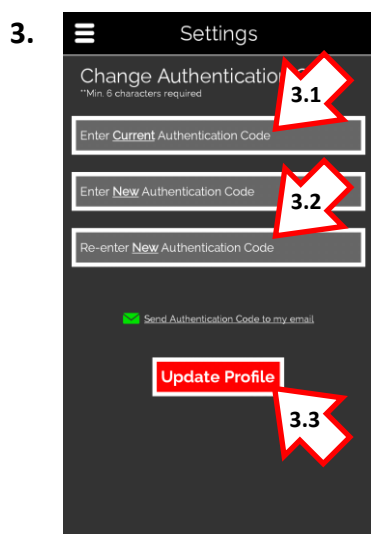 3.
Settings
Change Authentication
**Min. 6 characters required
3.1
Enter Current Authentication Code
Enter New Authentication Code
3.2
Re-enter New Authentication Code
Send Authentication Code to my email
Update Profile
3.3